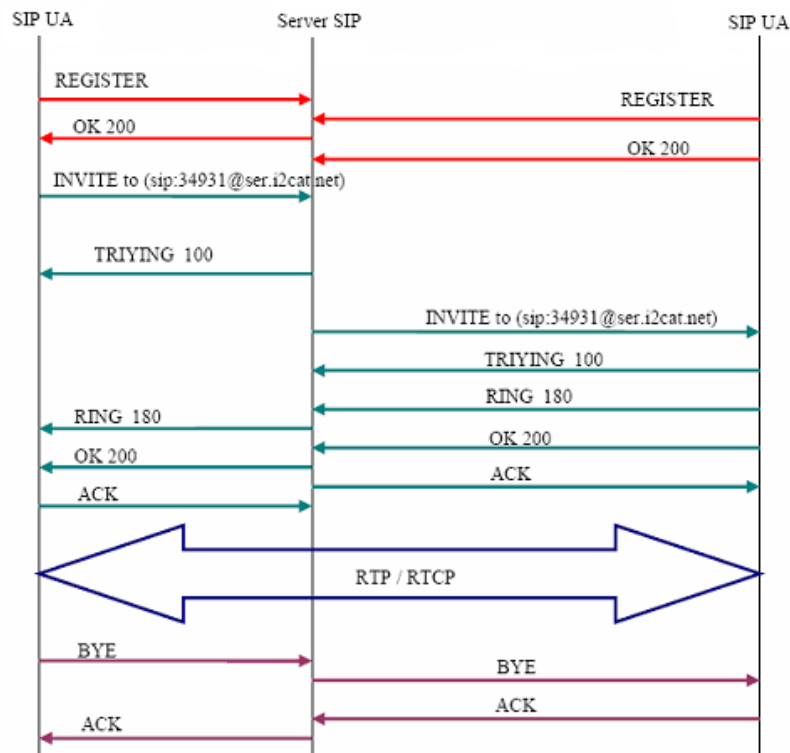 SIP UA
Server SIP
SIP UA
REGISTER
REGISTER
OK 200
OK 200
INVITE to (sip:34931@ser.i2cat.net)
TRIYING 100
INVITE to (sip:34931@ser.i2cat.net)
TRIYING 100
RING 180
RING 180
OK 200
OK 200
ACK
ACK
RTP / RTCP
BYE
BYE
ACK
ACK